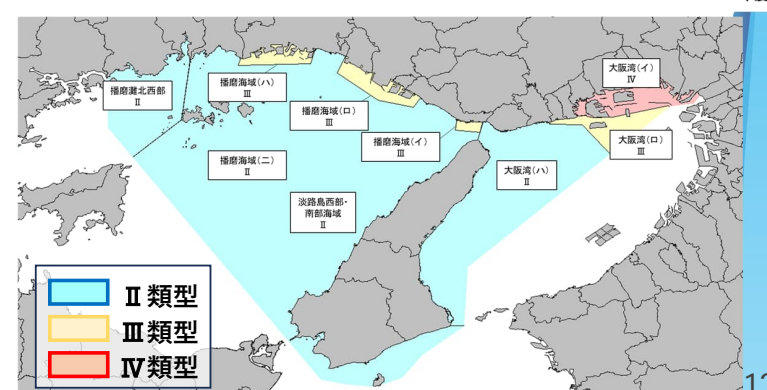 大阪湾(イ)
Ⅳ
播磨海域(ハ)
Ⅲ
播磨灘北西部
Ⅱ
播磨海域(ロ)
Ⅲ
播磨海域(イ)
Ⅲ
大阪湾(ロ)
Ⅲ
播磨海域(ニ)
Ⅱ
大阪湾(ハ)
Ⅱ
淡路島西部・
南部海域
Ⅱ
Ⅱ類型
Ⅲ類型
Ⅳ類型